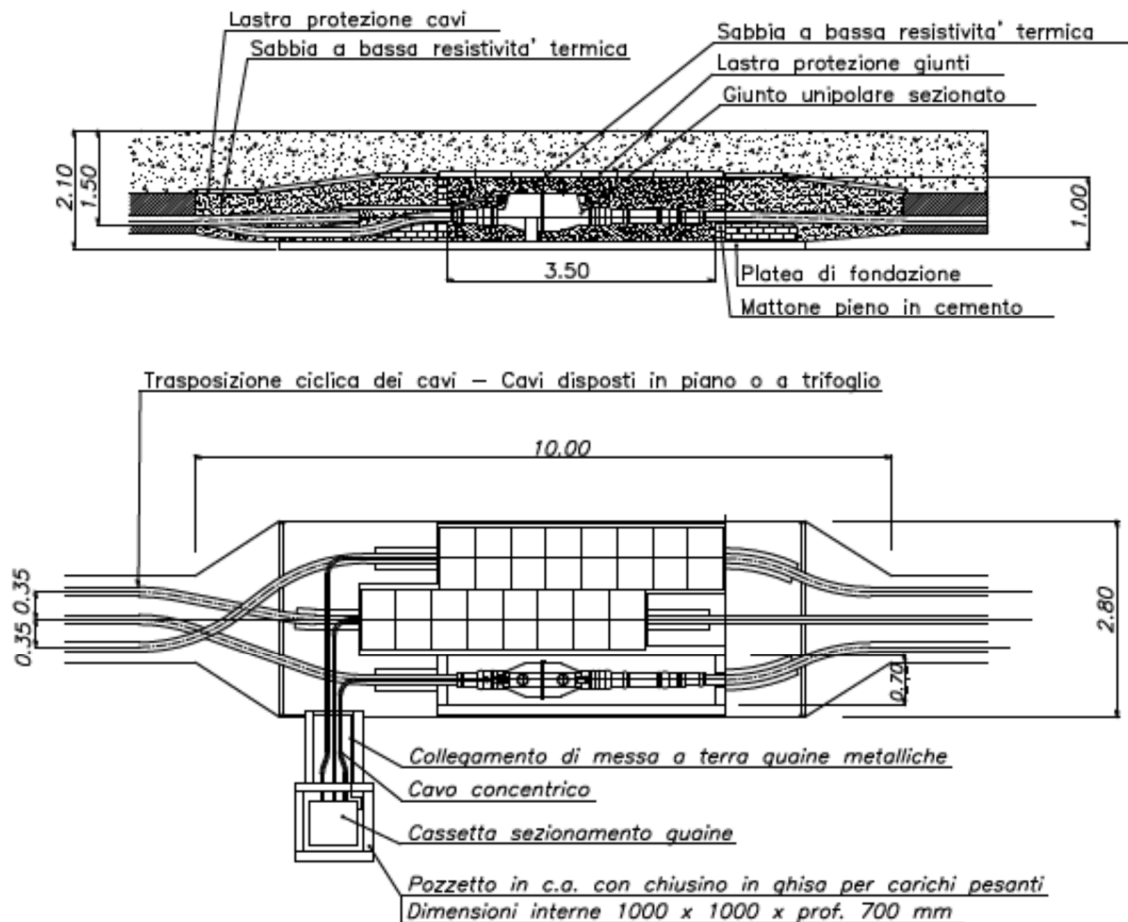 Lastra protezione cavi
Sabbia a bassa resistivita' termica
Sabbia a bassa resistivita' termica
Lastra protezione giunti
Giunto unipolare sezionato
2.10
1.50
1.00
3.50
Platea di fondazione
Mattone pieno in cemento
Trasposizione ciclica dei cavi – Cavi disposti in piano o a trifoglio
10.00
0.35
0.35
2.80
0.70
Collegamento di messa a terra guaine metalliche
Cavo concentrico
Cassetta sezionamento guaine
Pozzetto in c.a. con chiusino in ghisa per carichi pesanti
Dimensioni interne 1000 x 1000 x prof. 700 mm